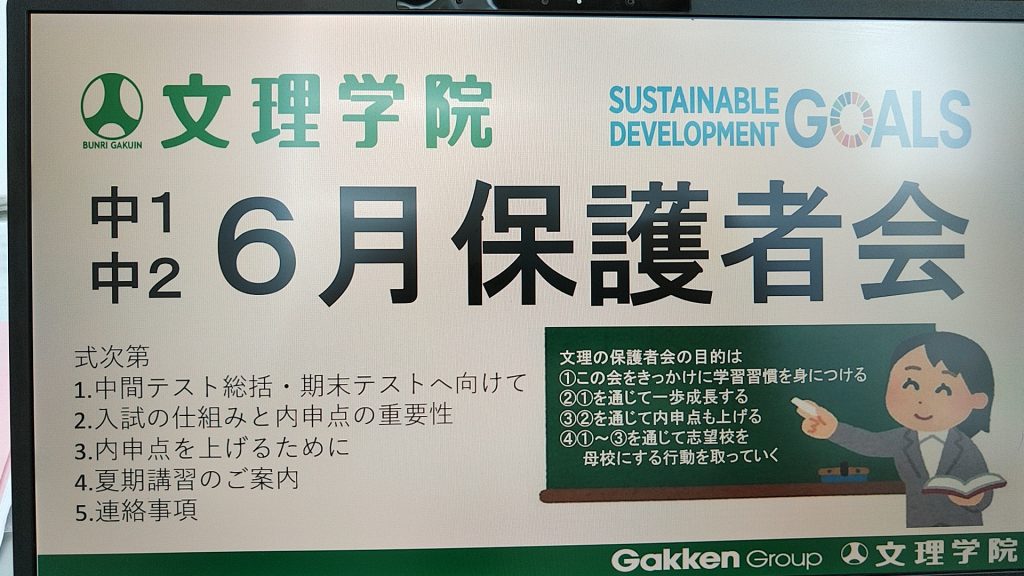 BUNRI GAKUIN
文理学院
SUSTAINABLE
DEVELOPMENT
GOALS
中1
中2
6月保護者会
式次第
1.中間テスト総括・期末テストへ向けて
2.入試の仕組みと内申点の重要性
3.内申点を上げるために
4.夏期講習のご案内
5.連絡事項
文理の保護者会の目的は
①この会をきっかけに学習習慣を身につける
②①を通じて一歩成長する
③②を通じて内申点も上げる
④①～③を通じて志望校を
母校にする行動を取っていく
Gakken Group
文理学院